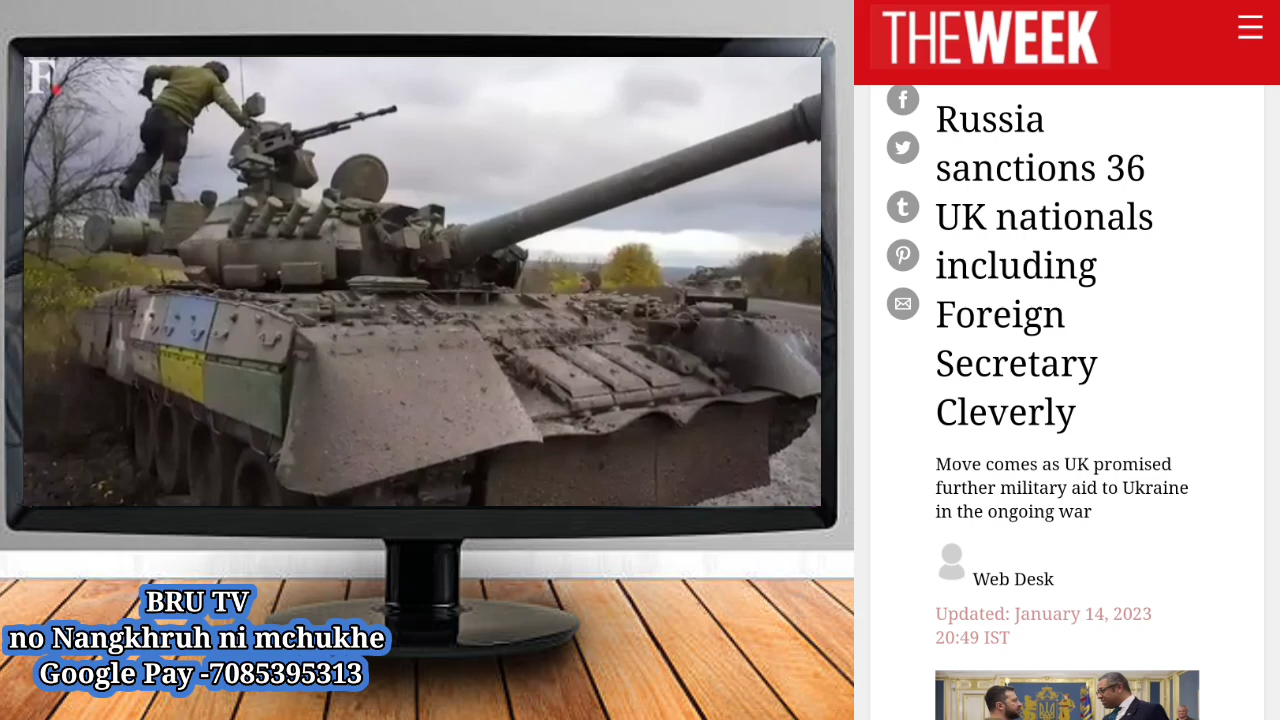 F
BRU TV
no Nangkhruh ni mchukhe
Google Pay -7085395313
THE WEEK
Russia
sanctions 36
UK nationals
including
Foreign
Secretary
Cleverly
Move comes as UK promised
further military aid to Ukraine
in the ongoing war
Web Desk
Updated: January 14, 2023
20:49 IST